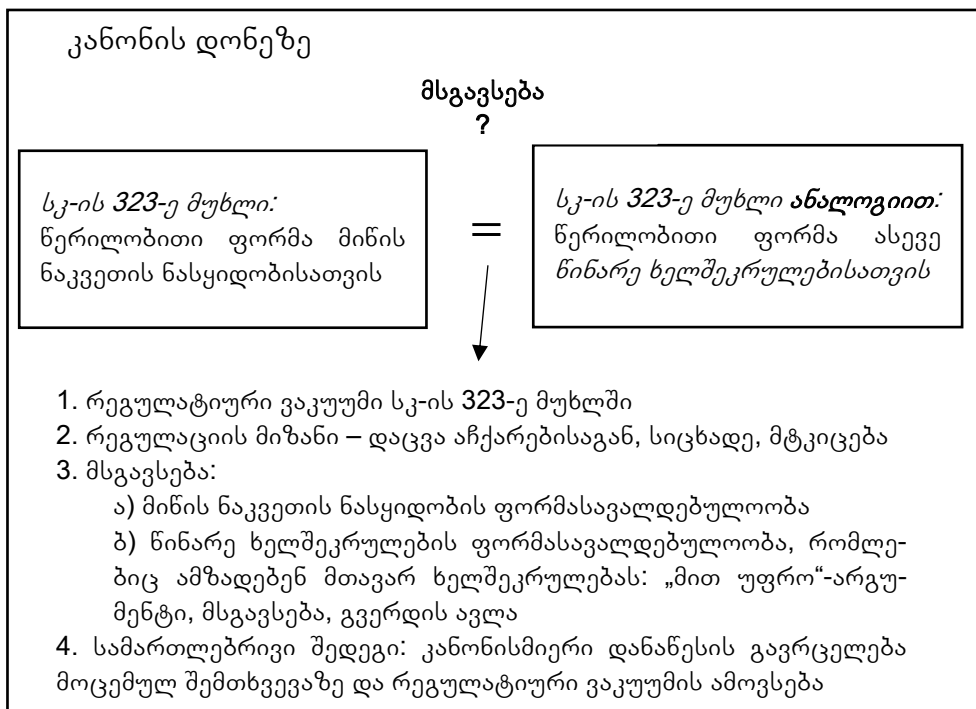 კანონის დონეზე
მსგავსება
?
სკ-ის 323-ე მუხლი:
წერილობითი ფორმა მიწის
ნაკვეთის ნასყიდობისათვის
=
სკ-ის 323-ე მუხლი ანალოგიით:
წერილობითი ფორმა ასევე
წინარე ხელშეკრულებისათვის
1. რეგულატიური ვაკუუმი სკ-ის 323-ე მუხლში
2. რეგულაციის მიზანი – დაცვა აჩქარებისაგან, სიცხადე, მტკიცება
3. მსგავსება:
ა) მიწის ნაკვეთის ნასყიდობის ფორმასავალდებულოობა
ბ) წინარე ხელშეკრულების ფორმასავალდებულოობა, რომლე-
ბიც ამზადებენ მთავარ ხელშეკრულებას: „მით უფრო“-არგუ-
მენტი, მსგავსება, გვერდის ავლა
4. სამართლებრივი შედეგი: კანონისმიერი დანაწესის გავრცელება
მოცემულ შემთხვევაზე და რეგულატიური ვაკუუმის ამოვსება